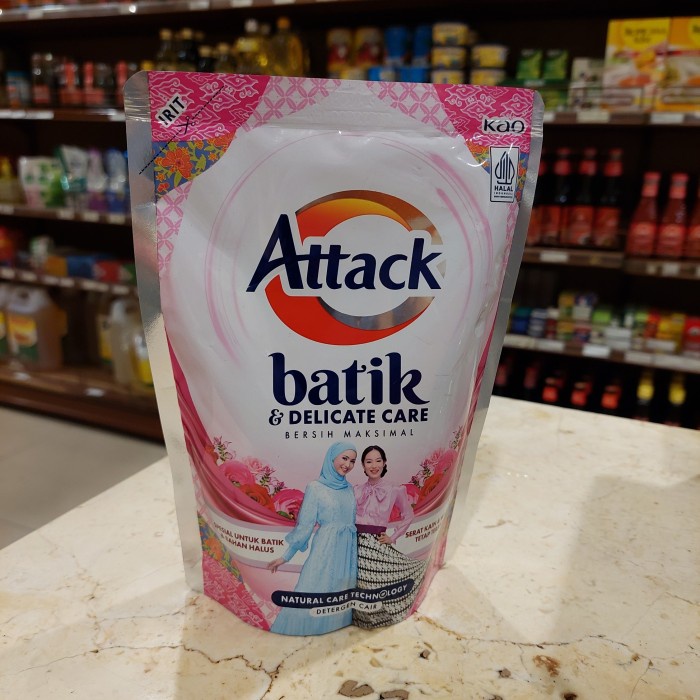 IRIT
Kao
HALAL
INDONESIA
Attack
batik
& DELICATE CARE
BERSIH MAKSIMAL
SPESIAL UNTUK BATIK
& BAHAN HALUS
SERAT KAIN
TETAP
NATURAL CARE TECHNOLOGY
DETERGEN CAIR